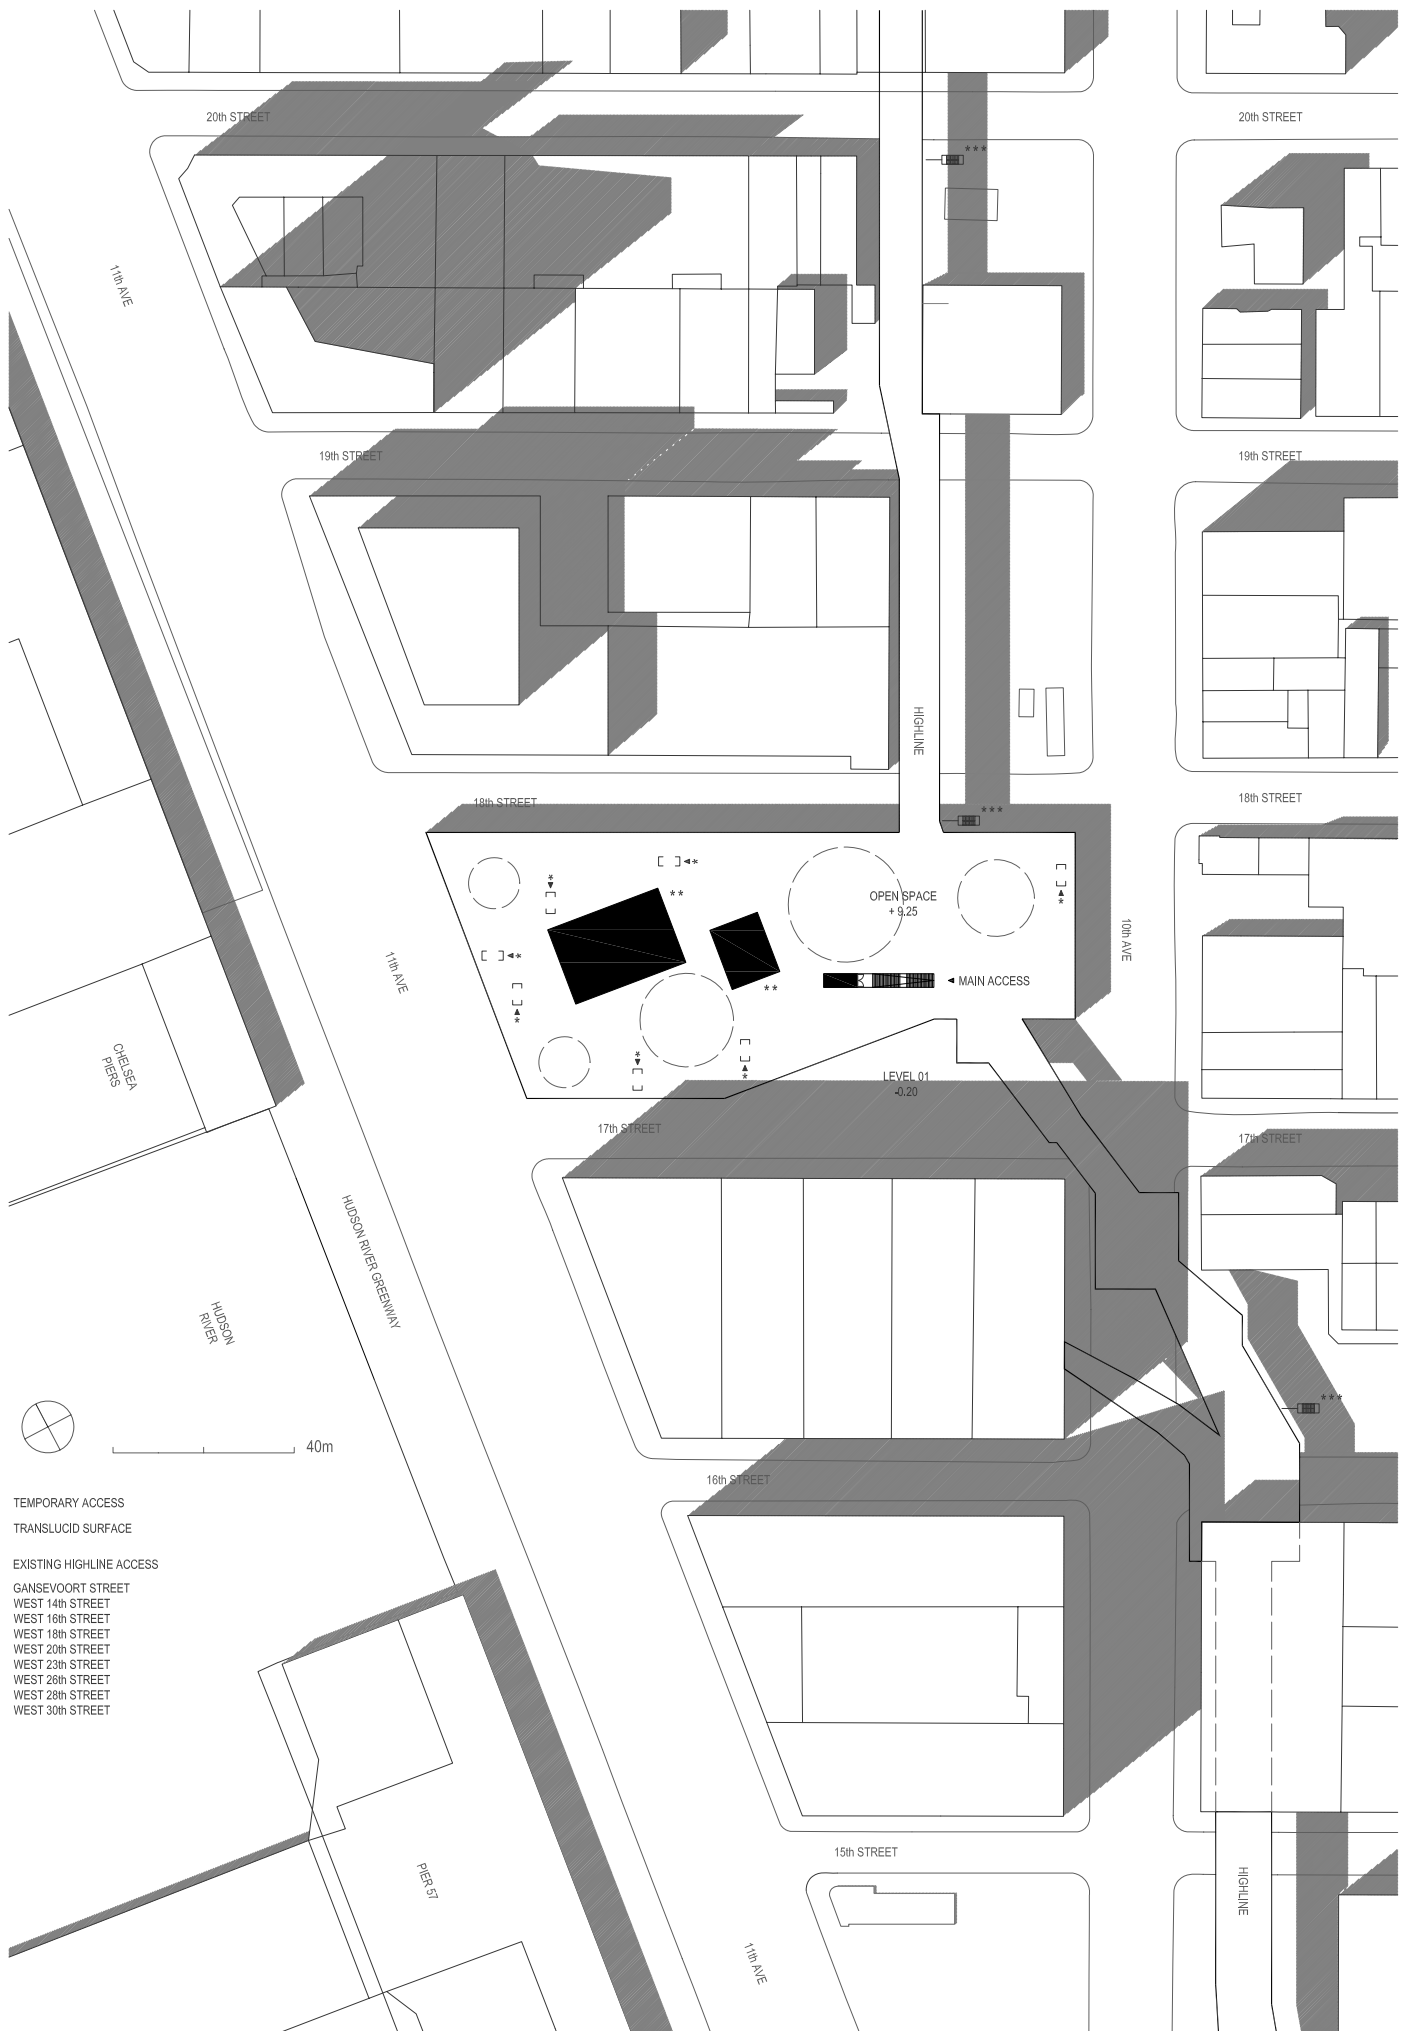 20th STREET
20th STREET
***
11th AVE
19th STREET
19th STREET
HIGHLINE
18th STREET
18th STREET
***
*
*
**
OPEN SPACE
+ 9.25
*
10th AVE
11th AVE
*
MAIN ACCESS
**
*
*
*
CHELSEA
PIERS
LEVEL 01
-0.20
17th STREET
17th STREET
HUDSON RIVER GREENWAY
HUDSON
RIVER
***
40m
16th STREET
TEMPORARY ACCESS
TRANSLUCID SURFACE
EXISTING HIGHLINE ACCESS
GANSEVOORT STREET
WEST 14th STREET
WEST 16th STREET
WEST 18th STREET
WEST 20th STREET
WEST 23th STREET
WEST 26th STREET
WEST 28th STREET
WEST 30th STREET
15th STREET
PIER 57
HIGHLINE
11th AVE